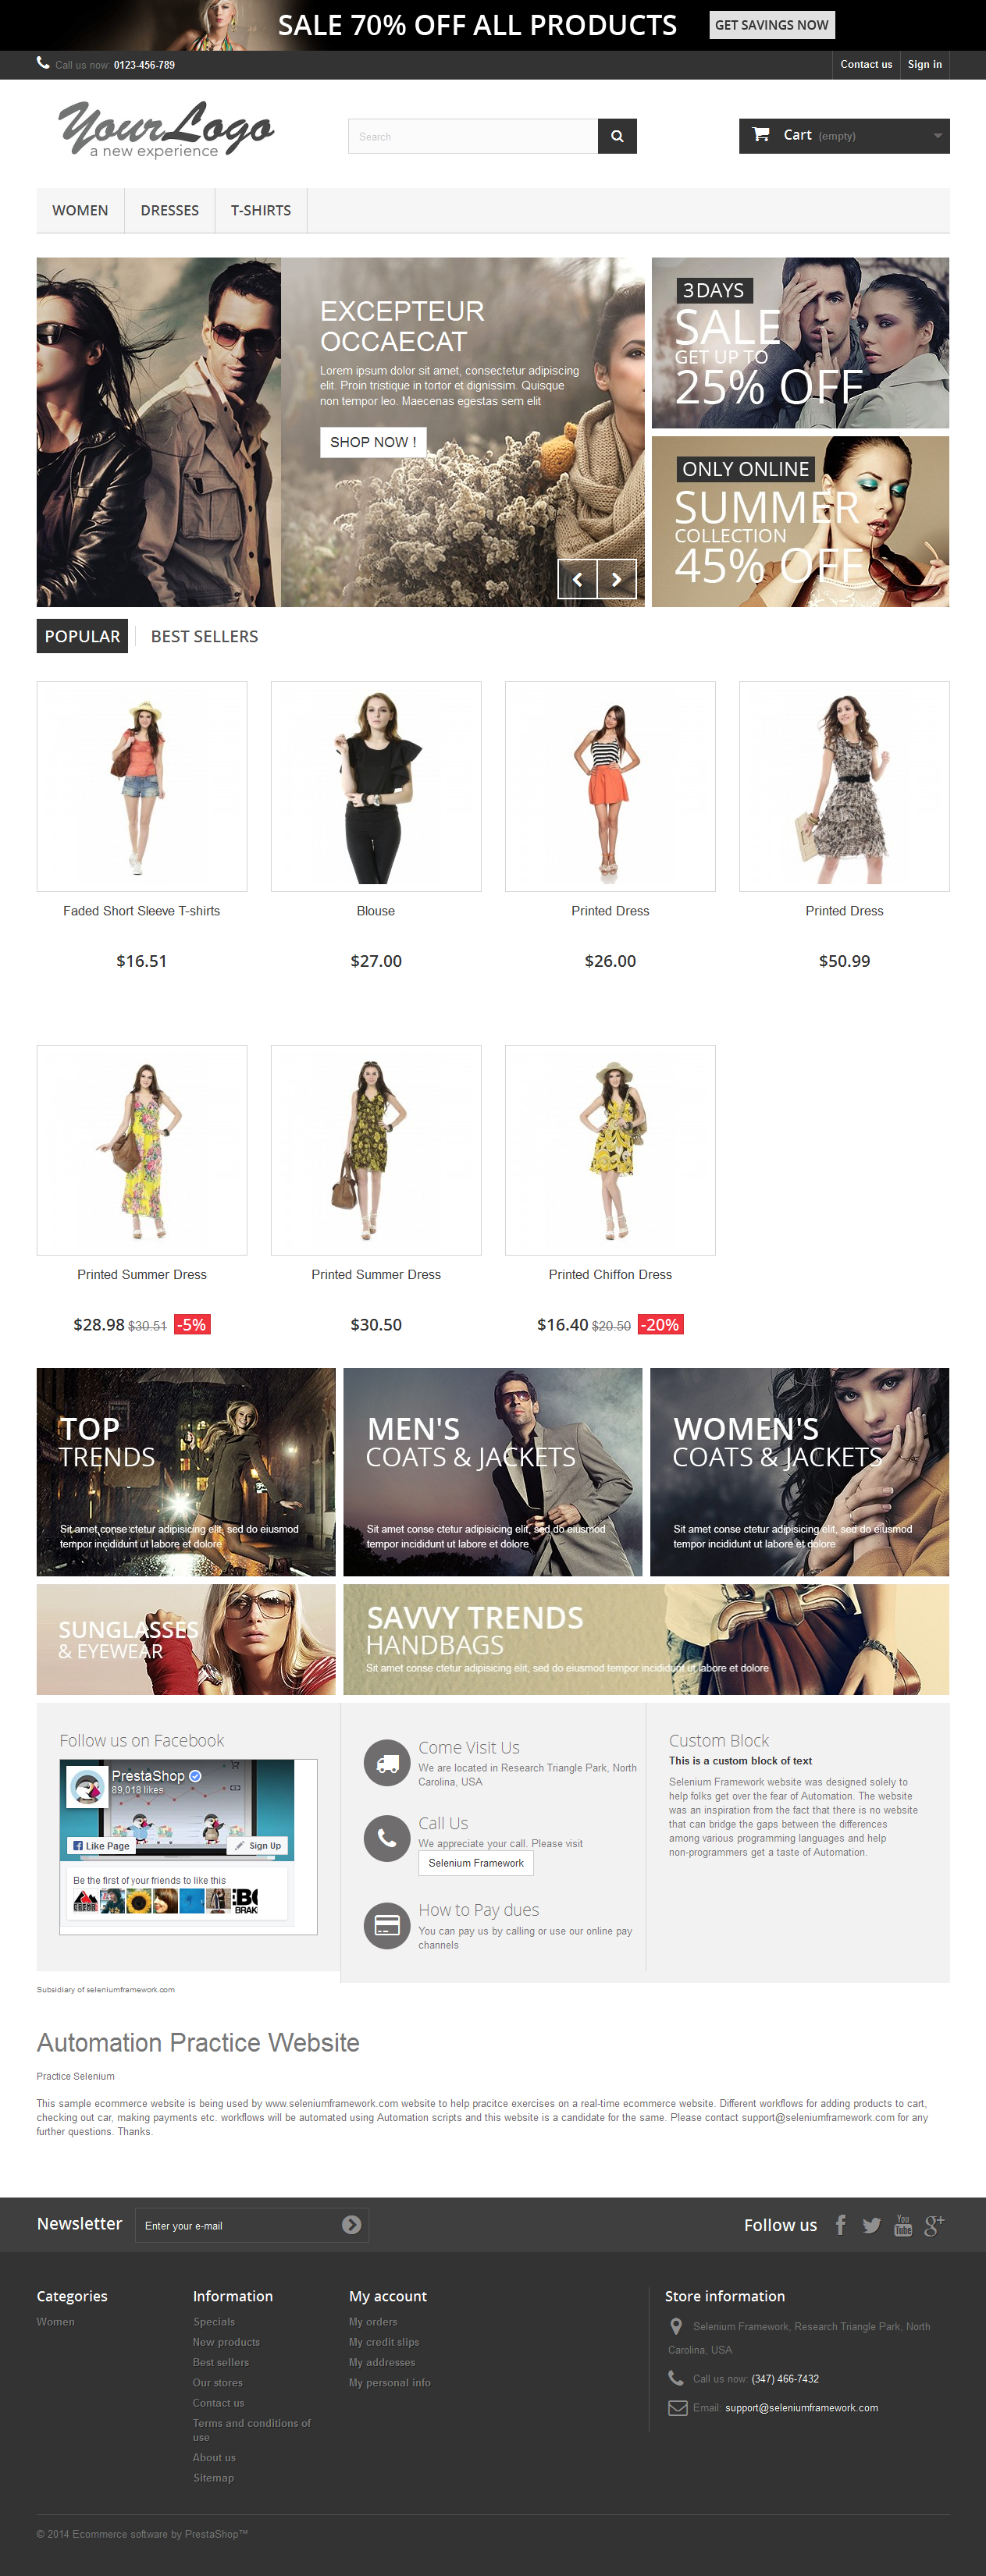 SALE 70% OFF ALL PRODUCTS GET SAVINGS NOW
Call us now: 0123-456-789
Contact us Sign in
YourLogo
a new experience
Search
Cart (empty)
WOMEN DRESSES T-SHIRTS
EXCEPTEUR
OCCAECAT
Lorem ipsum dolor sit amet, consectetur adipiscing
elit. Proin tristique in tortor et dignissim. Quisque
non tempor leo. Maecenas egestas sem elit
SHOP NOW !
3 DAYS
SALE
GET UP TO
25% OFF
ONLY ONLINE
SUMMER
COLLECTION
45% OFF
POPULAR BEST SELLERS
Faded Short Sleeve T-shirts
$16.51
Blouse
$27.00
Printed Dress
$26.00
Printed Dress
$50.99
Printed Summer Dress
$28.98 $30.51 -5%
Printed Summer Dress
$30.50
Printed Chiffon Dress
$16.40 $20.50 -20%
TOP
TRENDS
Sit amet conse ctetur adipisicing elit, sed do eiusmod
tempor incididunt ut labore et dolore
MEN'S
COATS & JACKETS
Sit amet conse ctetur adipisicing elit, sed do eiusmod
tempor incididunt ut labore et dolore
WOMEN'S
COATS & JACKETS
Sit amet conse ctetur adipisicing elit, sed do eiusmod
tempor incididunt ut labore et dolore
SUNGLASSES
& EYEWEAR
SAVVY TRENDS
HANDBAGS
Sit amet conse ctetur adipisicing elit, sed do eiusmod tempor incididunt ut labore et dolore
Follow us on Facebook
PrestaShop
89,018 likes
Like Page
Sign Up
Be the first of your friends to like this
Come Visit Us
We are located in Research Triangle Park, North
Carolina, USA
Call Us
We appreciate your call. Please visit
Selenium Framework
How to Pay dues
You can pay us by calling or use our online pay
channels
Custom Block
This is a custom block of text
Selenium Framework website was designed solely to
help folks get over the fear of Automation. The website
was an inspiration from the fact that there is no website
that can bridge the gaps between the differences
among various programming languages and help
non-programmers get a taste of Automation.
Subsidiary of seleniumframework.com
Automation Practice Website
Practice Selenium
This sample ecommerce website is being used by www.seleniumframework.com website to help pracitce exercises on a real-time ecommerce website. Different workflows for adding products to cart,
checking out car, making payments etc. workflows will be automated using Automation scripts and this website is a candidate for the same. Please contact support@seleniumframework.com for any
further questions. Thanks.
Newsletter
Enter your e-mail
Follow us
You
Tube
g+
Categories
Women
Information
Specials
New products
Best sellers
Our stores
Contact us
Terms and conditions of
use
About us
Sitemap
My account
My orders
My credit slips
My addresses
My personal info
Store information
Selenium Framework, Research Triangle Park, North
Carolina, USA
Call us now: (347) 466-7432
Email: support@seleniumframework.com
© 2014 Ecommerce software by PrestaShop™